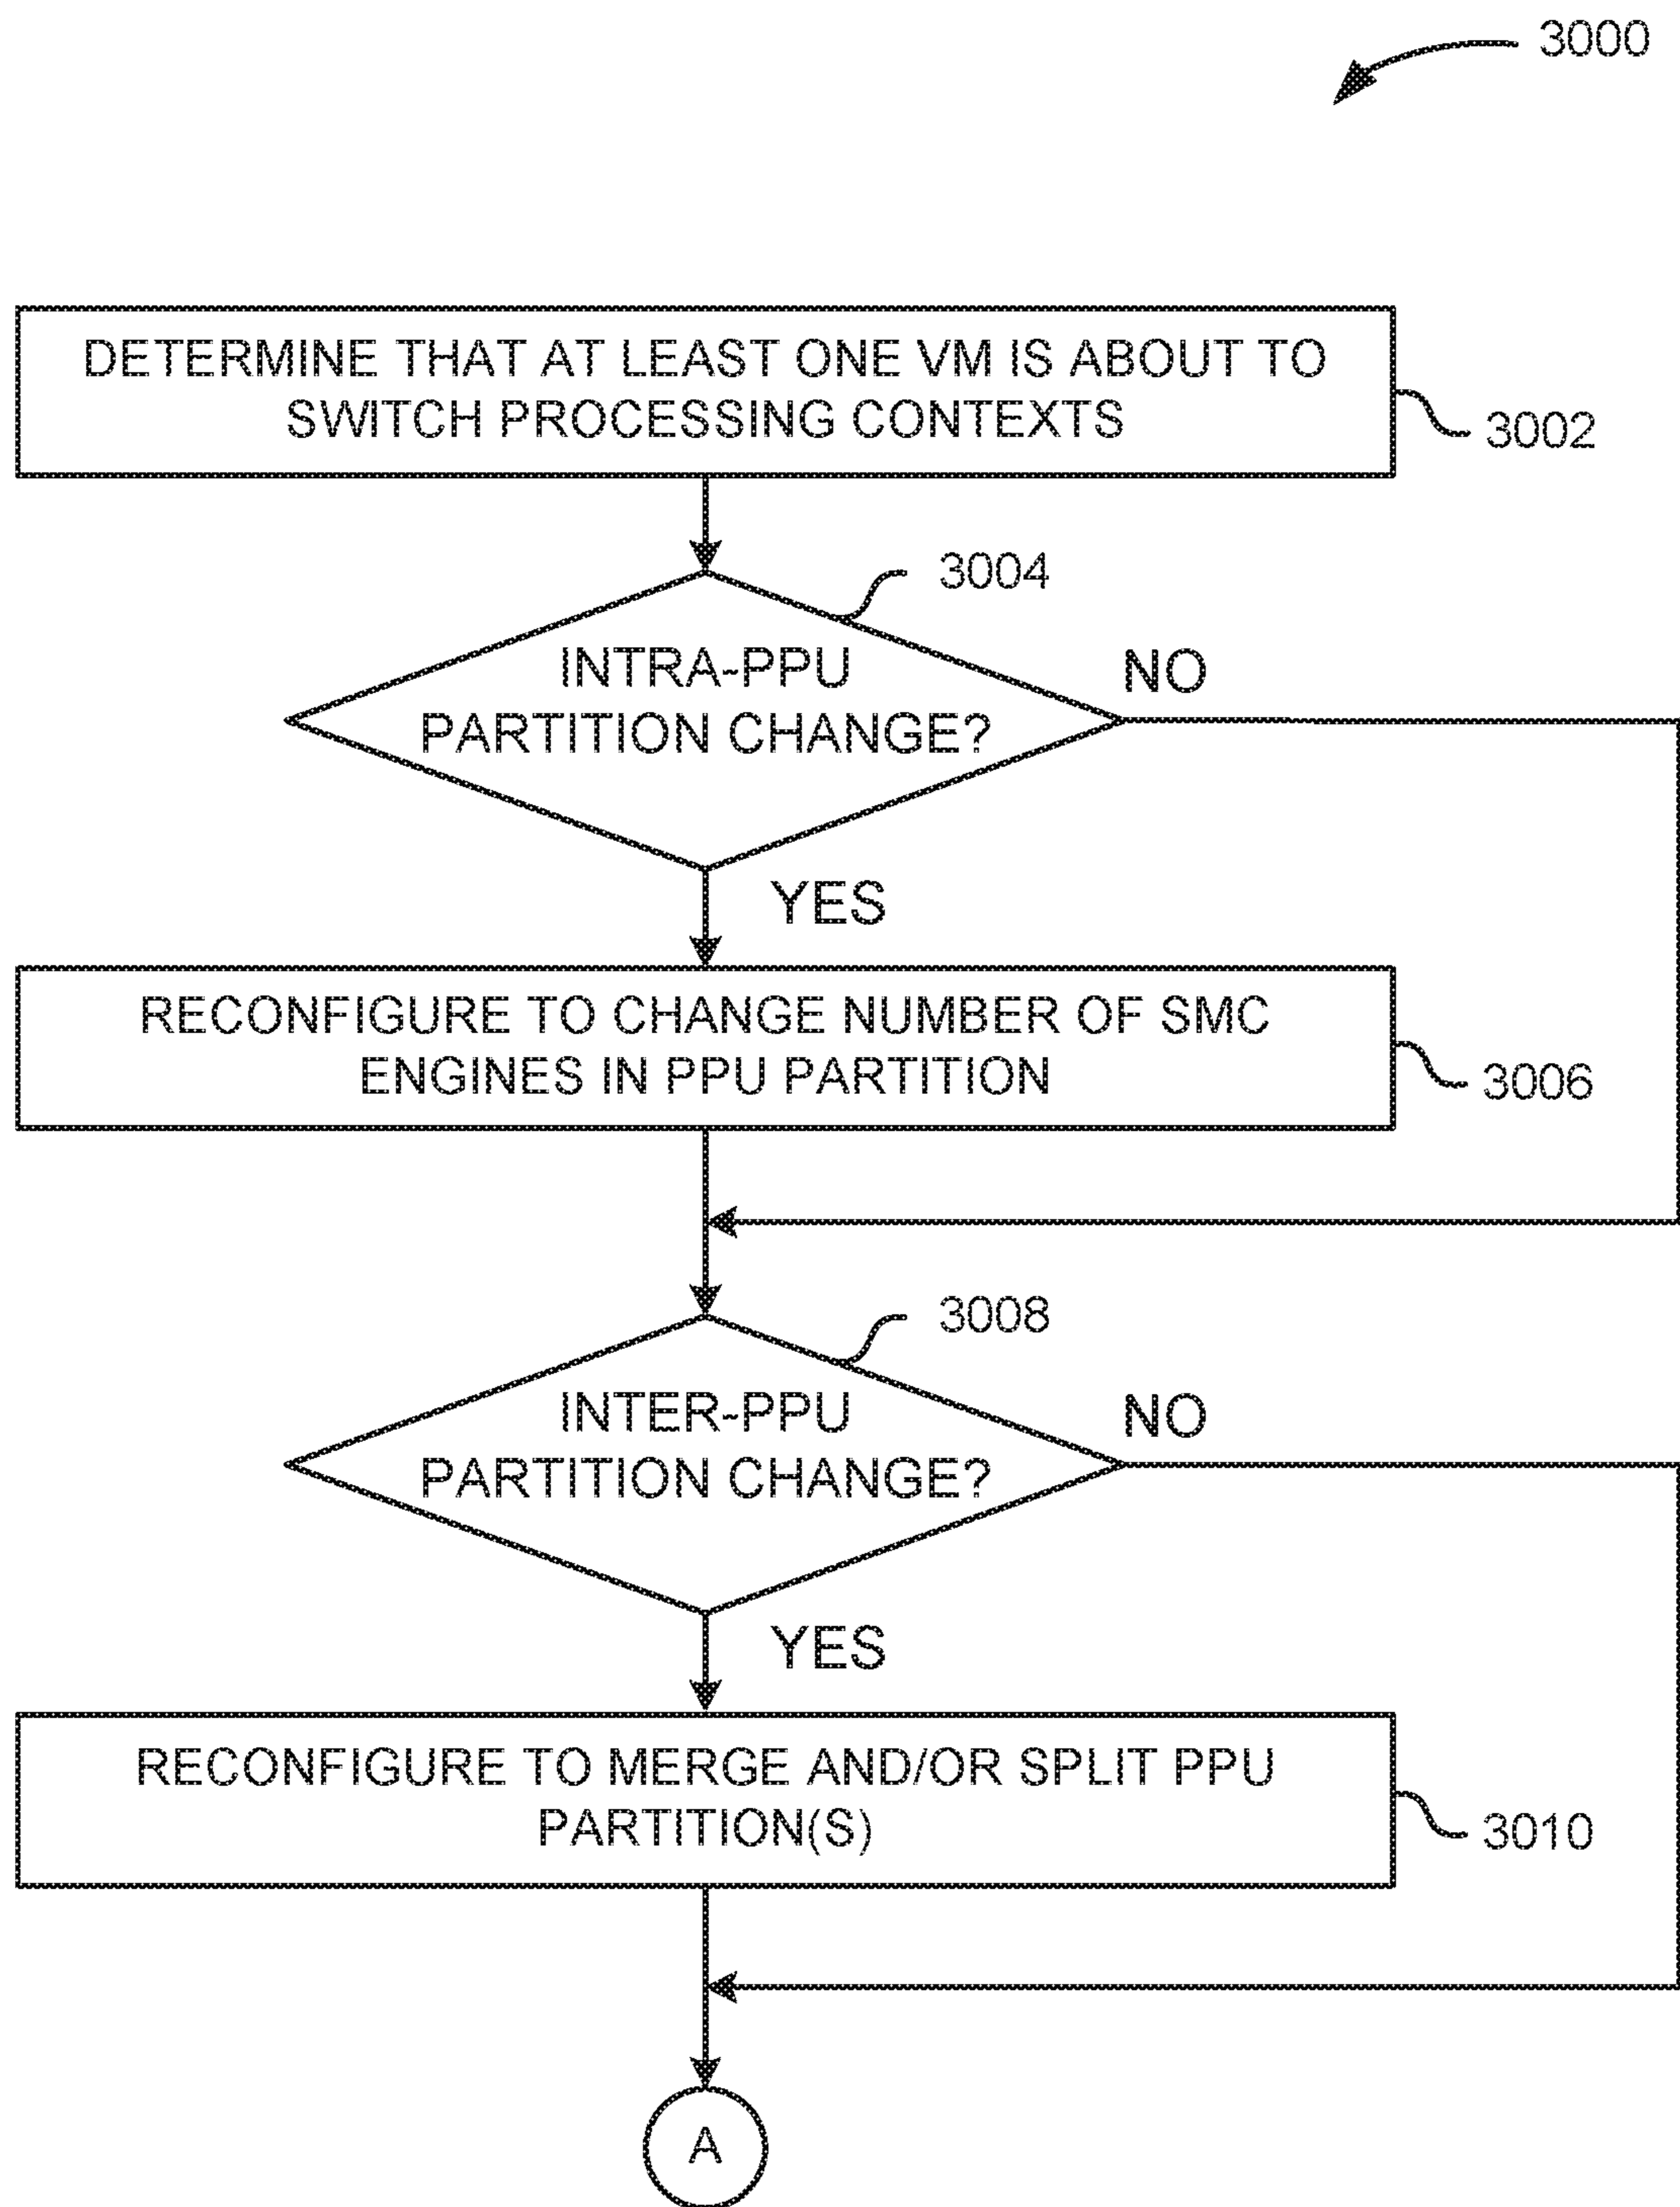 3000
DETERMINE THAT AT LEAST ONE VM IS ABOUT TO
SWITCH PROCESSING CONTEXTS
3002
3004
INTRA-PPU
PARTITION CHANGE?
NO
YES
RECONFIGURE TO CHANGE NUMBER OF SMC
ENGINES IN PPU PARTITION
3006
3008
INTER-PPU
PARTITION CHANGE?
NO
YES
RECONFIGURE TO MERGE AND/OR SPLIT PPU
PARTITION(S)
3010
A